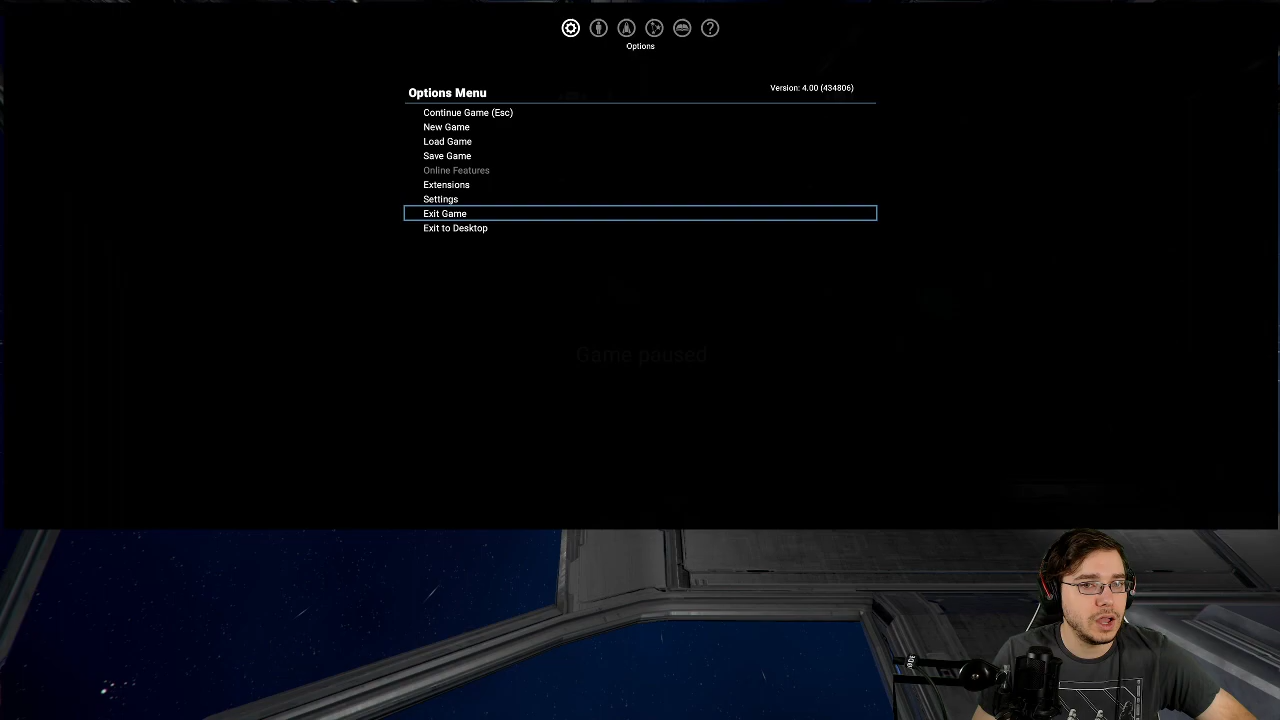 Options
Options Menu
Version: 4.00 (434806)
Continue Game (Esc)
New Game
Load Game
Save Game
Online Features
Extensions
Settings
Exit Game
Exit to Desktop
Game paused